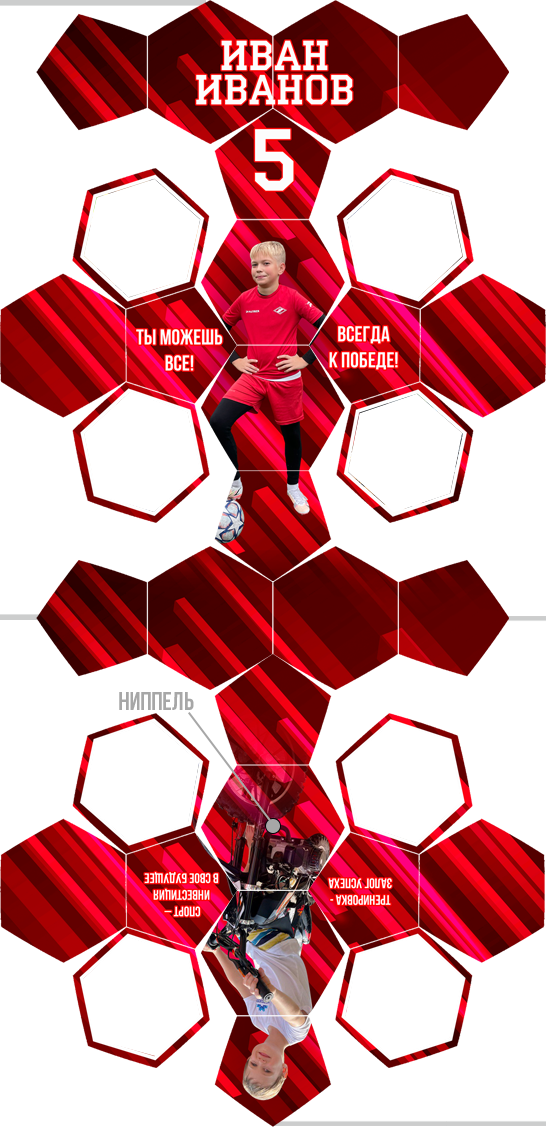 ИВАН
ИВАНОВ
5
ТЫ МОЖЕШЬ
ВСЕ!
ВСЕГДА
К ПОБЕДЕ!
НИППЕЛЬ
СПОРТ –
ИНВЕСТИЦИЯ
В СВОЕ БУДУЩЕЕ
ТРЕНИРОВКА -
ЗАЛОГ УСПЕХА